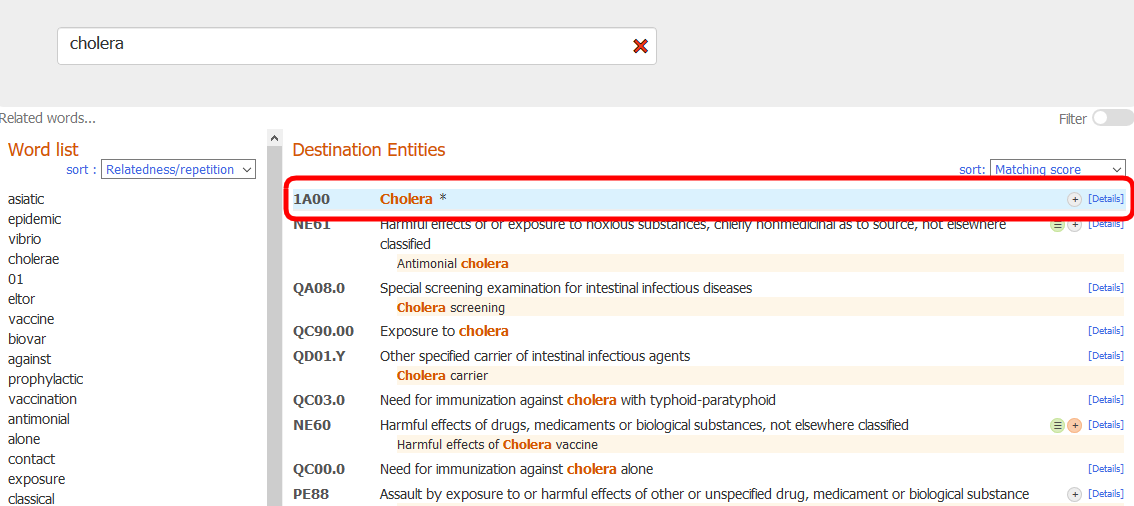 cholera
Related words...
Filter
Word list
sort : Relatedness/repetition
asiatic
epidemic
vibrio
cholerae
01
eltor
vaccine
biovar
against
prophylactic
vaccination
antimonial
alone
contact
exposure
classical
Destination Entities
sort: Matching score
1A00 Cholera * + [Details]
NE61 Harmful effects of or exposure to noxious substances, chiefly nonmedicinal as to source, not elsewhere + [Details]
classified
Antimonial cholera
QA08.0 Special screening examination for intestinal infectious diseases [Details]
Cholera screening
QC90.00 Exposure to cholera [Details]
QD01.Y Other specified carrier of intestinal infectious agents [Details]
Cholera carrier
QC03.0 Need for immunization against cholera with typhoid-paratyphoid [Details]
NE60 Harmful effects of drugs, medicaments or biological substances, not elsewhere classified + [Details]
Harmful effects of Cholera vaccine
QC00.0 Need for immunization against cholera alone [Details]
PE88 Assault by exposure to or harmful effects of other or unspecified drug, medicament or biological substance + [Details]